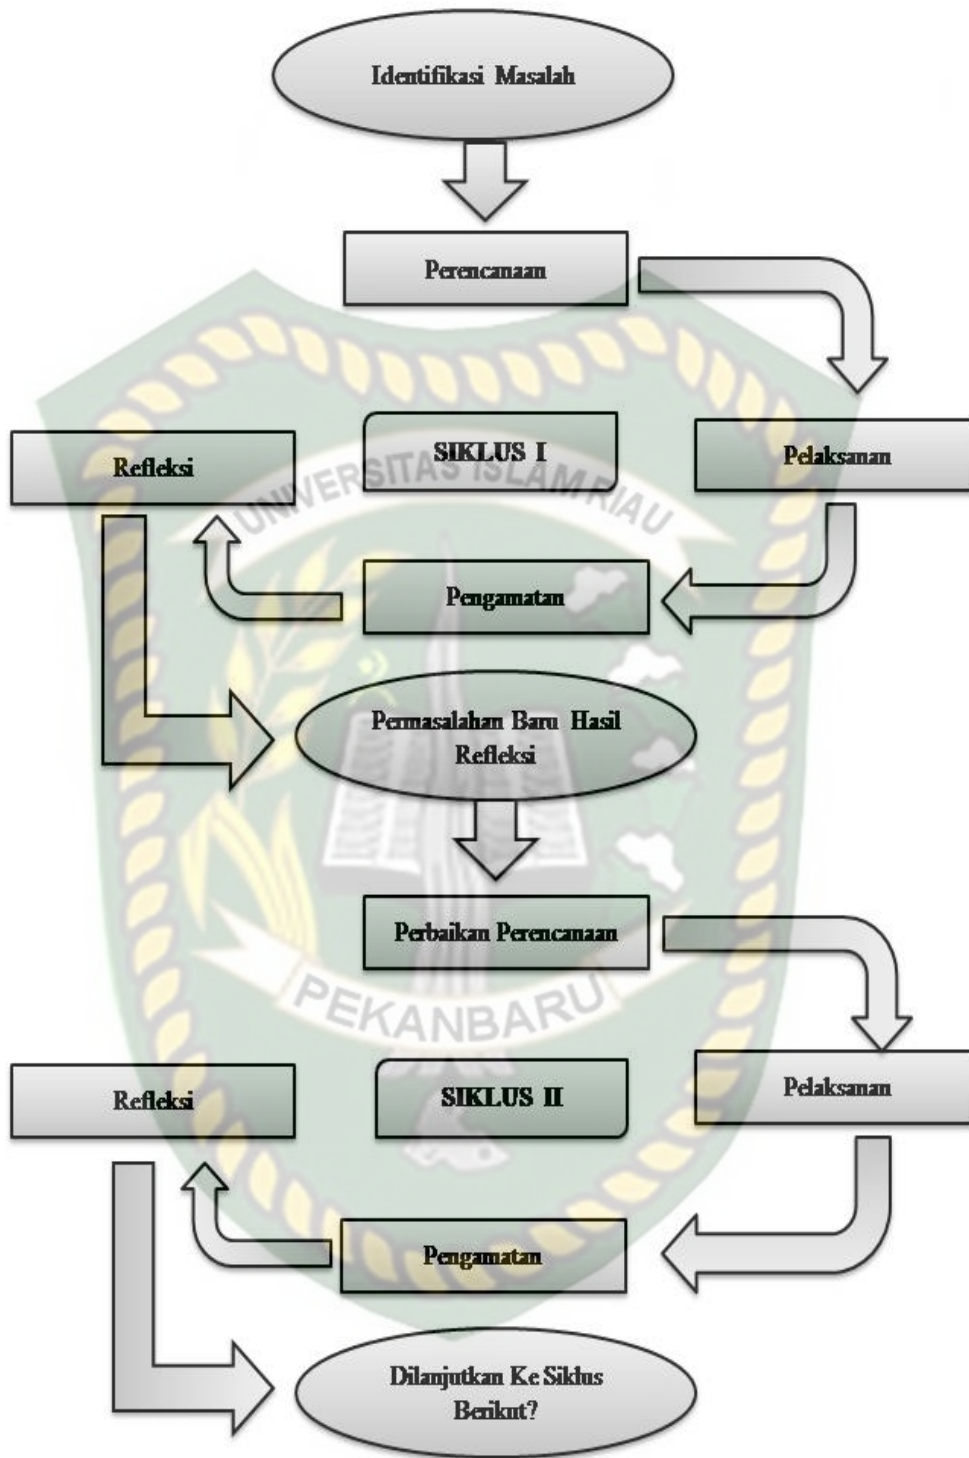 Identifikasi Masalah
Perencanaan
Refleksi
SIKLUS I
Pelaksanan
UNIVERSITAS ISLAM RIAU
Pengamatan
Permasalahan Baru Hasil
Refleksi
Perbaikan Perencanaan
PEKANBARU
Refleksi
SIKLUS II
Pelaksanan
Pengamatan
Dilanjutkan Ke Siklus
Berikut?